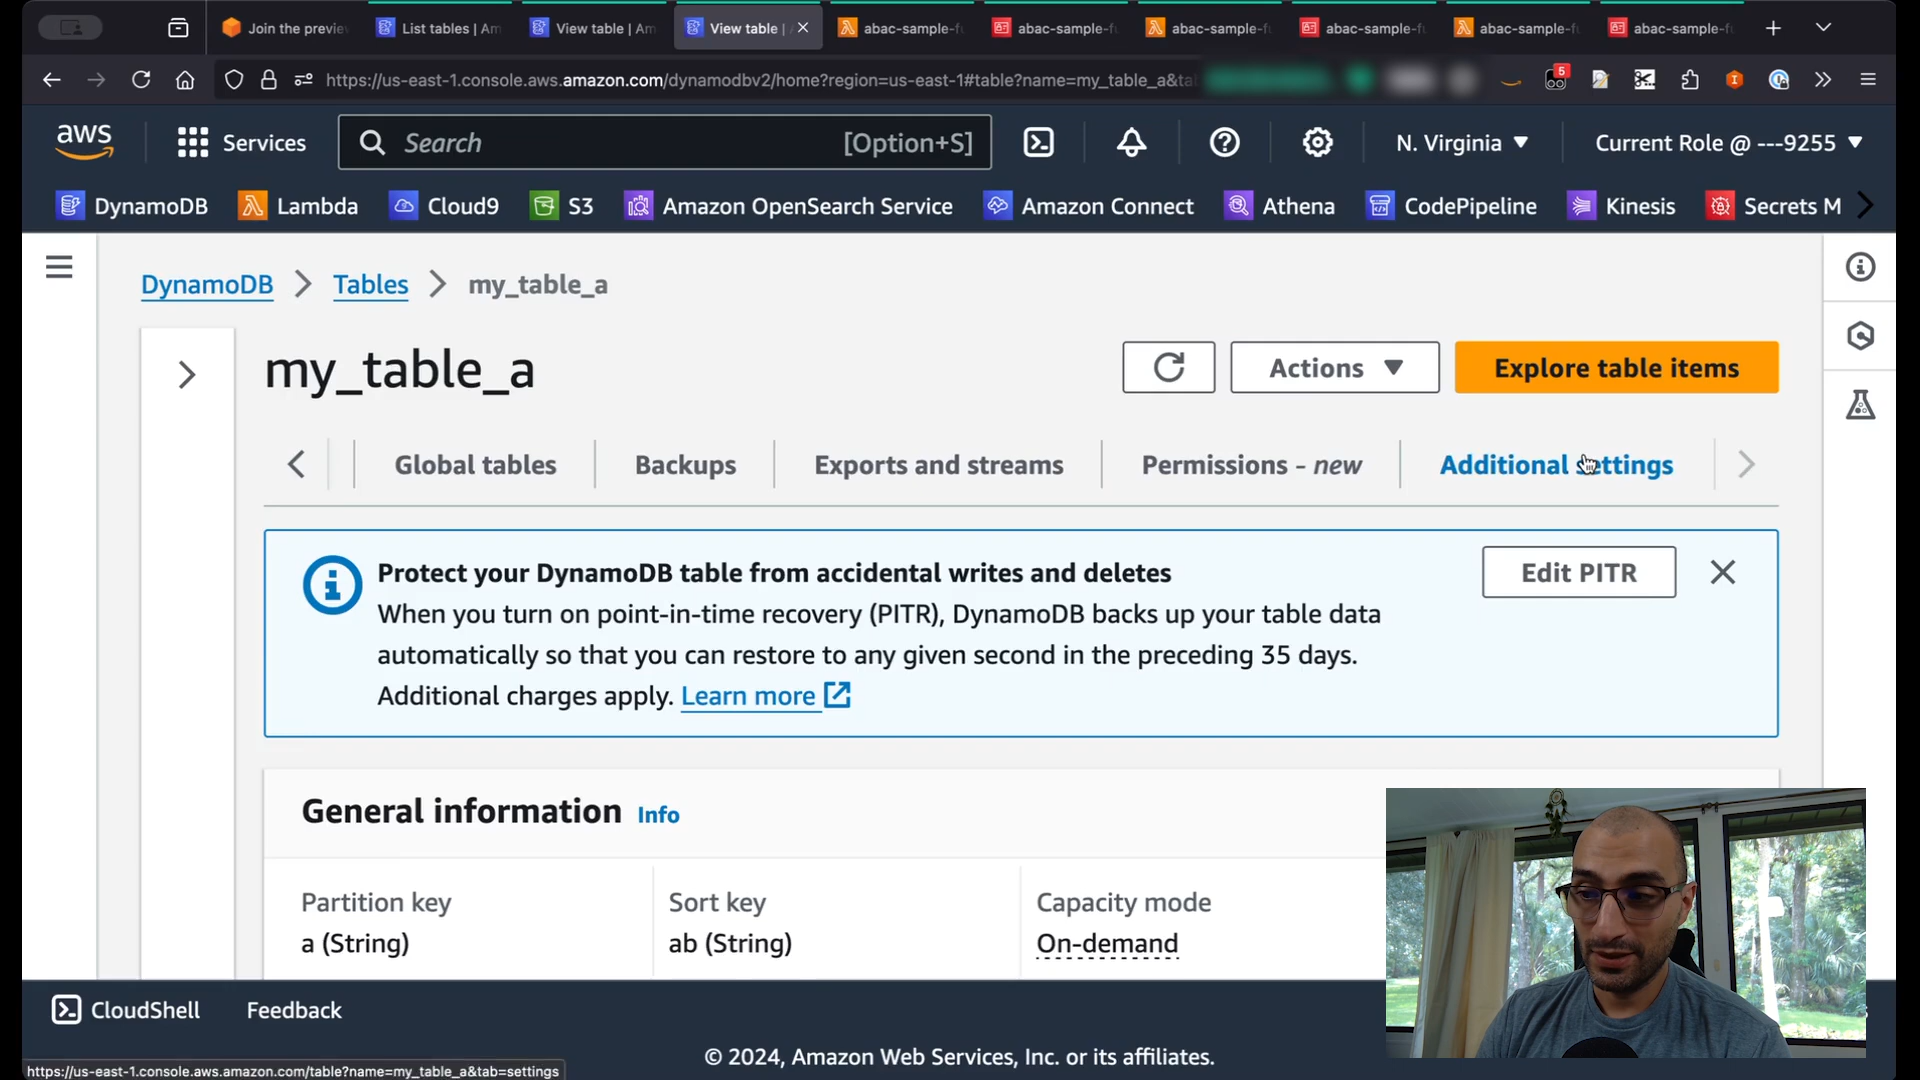 Join the preview
List tables | Am
View table | Am
View table |
abac-sample-fu
abac-sample-fu
abac-sample-fu
abac-sample-fu
abac-sample-fu
abac-sample-fu
https://us-east-1.console.aws.amazon.com/dynamodbv2/home?region=us-east-1#table?name=my_table_a&ta
5
aws
Services
Search
[Option+S]
N. Virginia
Current Role @ ---9255
DynamoDB
Lambda
Cloud9
S3
Amazon OpenSearch Service
Amazon Connect
Athena
CodePipeline
Kinesis
Secrets M
DynamoDB
Tables
my_table_a
my_table_a
Actions
Explore table items
Global tables
Backups
Exports and streams
Permissions - new
Additional settings
Protect your DynamoDB table from accidental writes and deletes
When you turn on point-in-time recovery (PITR), DynamoDB backs up your table data
automatically so that you can restore to any given second in the preceding 35 days.
Additional charges apply. Learn more
Edit PITR
General information Info
Partition key
a (String)
Sort key
ab (String)
Capacity mode
On-demand
CloudShell
Feedback
© 2024, Amazon Web Services, Inc. or its affiliates.
https://us-east-1.console.aws.amazon.com/table?name=my_table_a&tab=settings